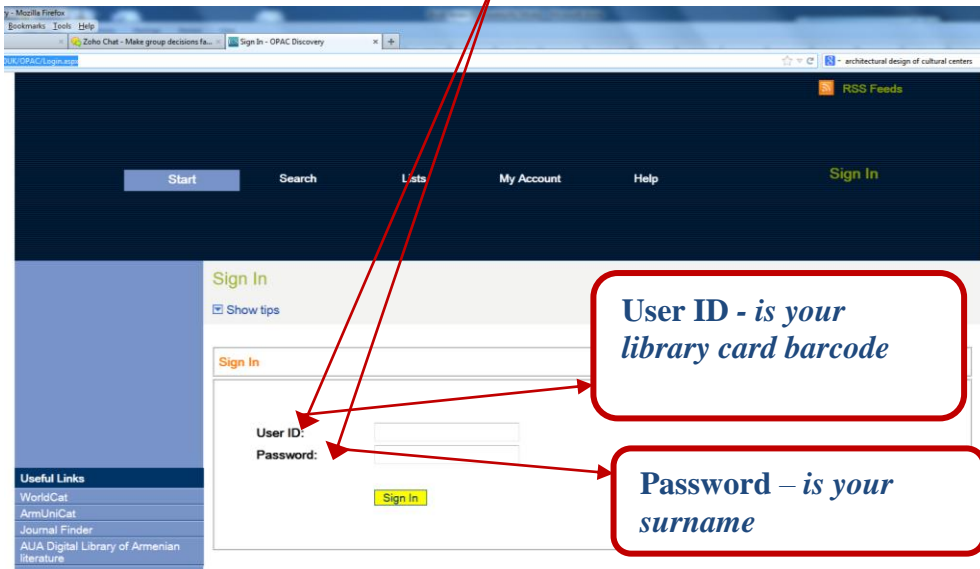 y - Mozilla Firefox
Bookmarks Tools Help
Zoho Chat - Make group decisions fa...
Sign In - OPAC Discovery
OUK/OPAC/Login.aspx
architectural design of cultural centers
RSS Feeds
Start
Search
Lists
My Account
Help
Sign In
Sign In
Show tips
Sign In
User ID:
Password:
Sign In
User ID - is your
library card barcode
Password – is your
surname
Useful Links
WorldCat
ArmUniCat
Journal Finder
AUA Digital Library of Armenian
literature